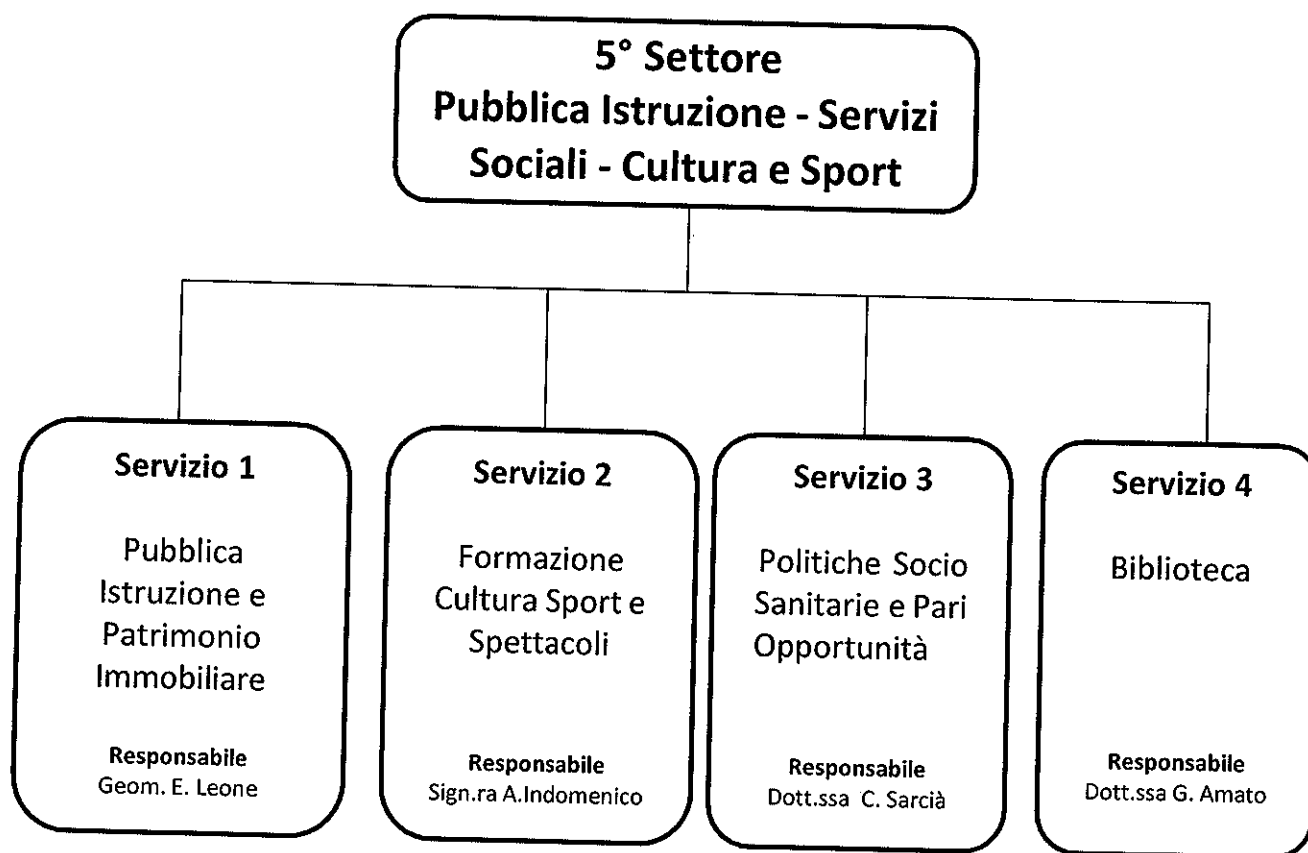 5° Settore
Pubblica Istruzione - Servizi
Sociali - Cultura e Sport
Servizio 1
Pubblica
Istruzione e
Patrimonio
Immobiliare
Responsabile
Geom. E. Leone
Servizio 2
Formazione
Cultura Sport e
Spettacoli
Responsabile
Sign.ra A.Indomenico
Servizio 3
Politiche Socio
Sanitarie e Pari
Opportunità
Responsabile
Dott.ssa C. Sarcià
Servizio 4
Biblioteca
Responsabile
Dott.ssa G. Amato